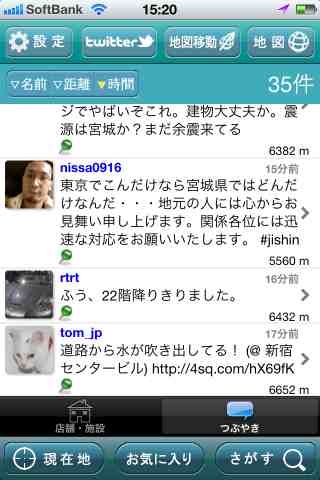 SoftBank 15:20
設定 twitter 地図移動 地図
▽名前 ▽距離 ▼時間 35件
ジでやばいぞこれ。建物大丈夫か。震
源は宮城か？まだ余震来てる
6382 m
nissa0916 15分前
東京でこんだけなら宮城県ではどんだ
けなんだ・・・地元の人には心からお
見舞い申し上げます。関係各位には迅
速な対応をお願いいたします。 #jishin
5560 m
rtrt 16分前
ふう、22階降りきりました。
6432 m
tom_jp 17分前
道路から水が吹き出してる！ (@ 新宿
センタービル) http://4sq.com/hX69fK
6652 m
店舗・施設 つぶやき
現在地 お気に入り さがす